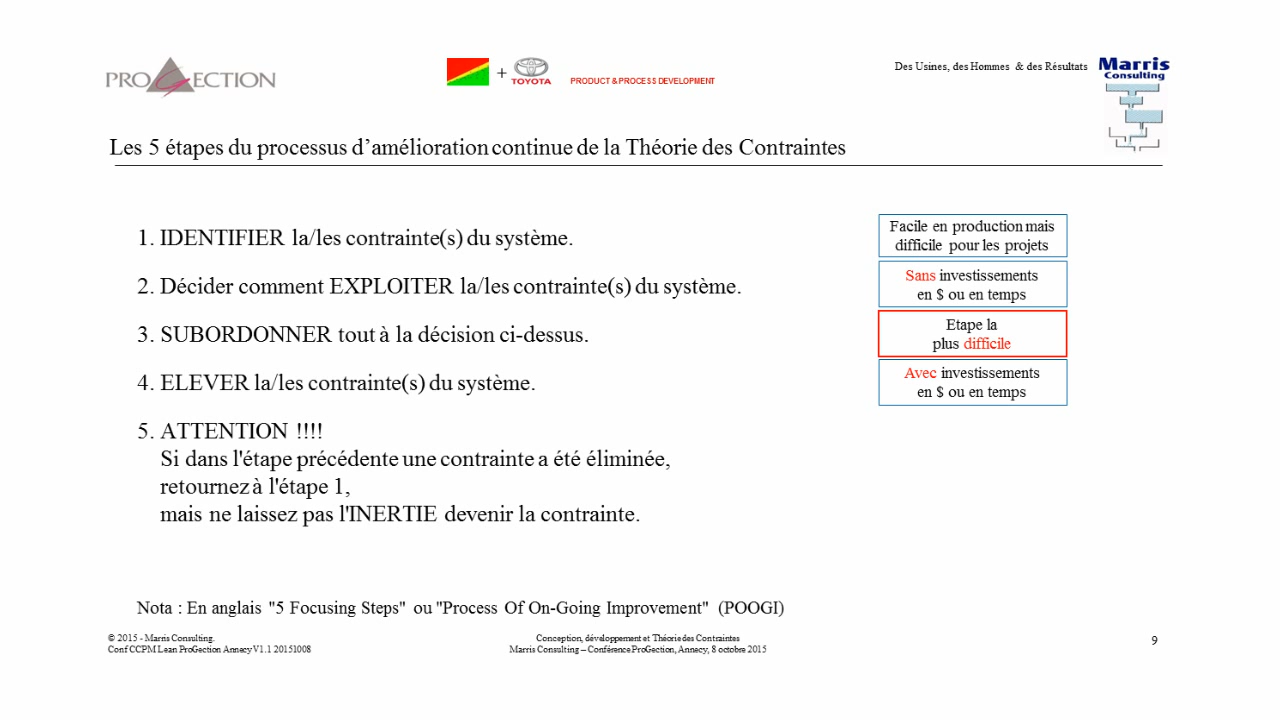 PROGECTION
+ TOYOTA PRODUCT & PROCESS DEVELOPMENT
Des Usines, des Hommes & des Résultats
Marris
Consulting
Les 5 étapes du processus d’amélioration continue de la Théorie des Contraintes
1. IDENTIFIER la/les contrainte(s) du système.
Facile en production mais
difficile pour les projets
2. Décider comment EXPLOITER la/les contrainte(s) du système.
Sans investissements
en $ ou en temps
3. SUBORDONNER tout à la décision ci-dessus.
Etape la
plus difficile
4. ELEVER la/les contrainte(s) du système.
Avec investissements
en $ ou en temps
5. ATTENTION !!!!
Si dans l'étape précédente une contrainte a été éliminée,
retournez à l'étape 1,
mais ne laissez pas l'INERTIE devenir la contrainte.
Nota : En anglais "5 Focusing Steps" ou "Process Of On-Going Improvement" (POOGI)
© 2015 - Marris Consulting.
Conf CCPM Lean ProGection Annecy V1.1 20151008
Conception, développement et Théorie des Contraintes
Marris Consulting – Conférence ProGection, Annecy, 8 octobre 2015
9